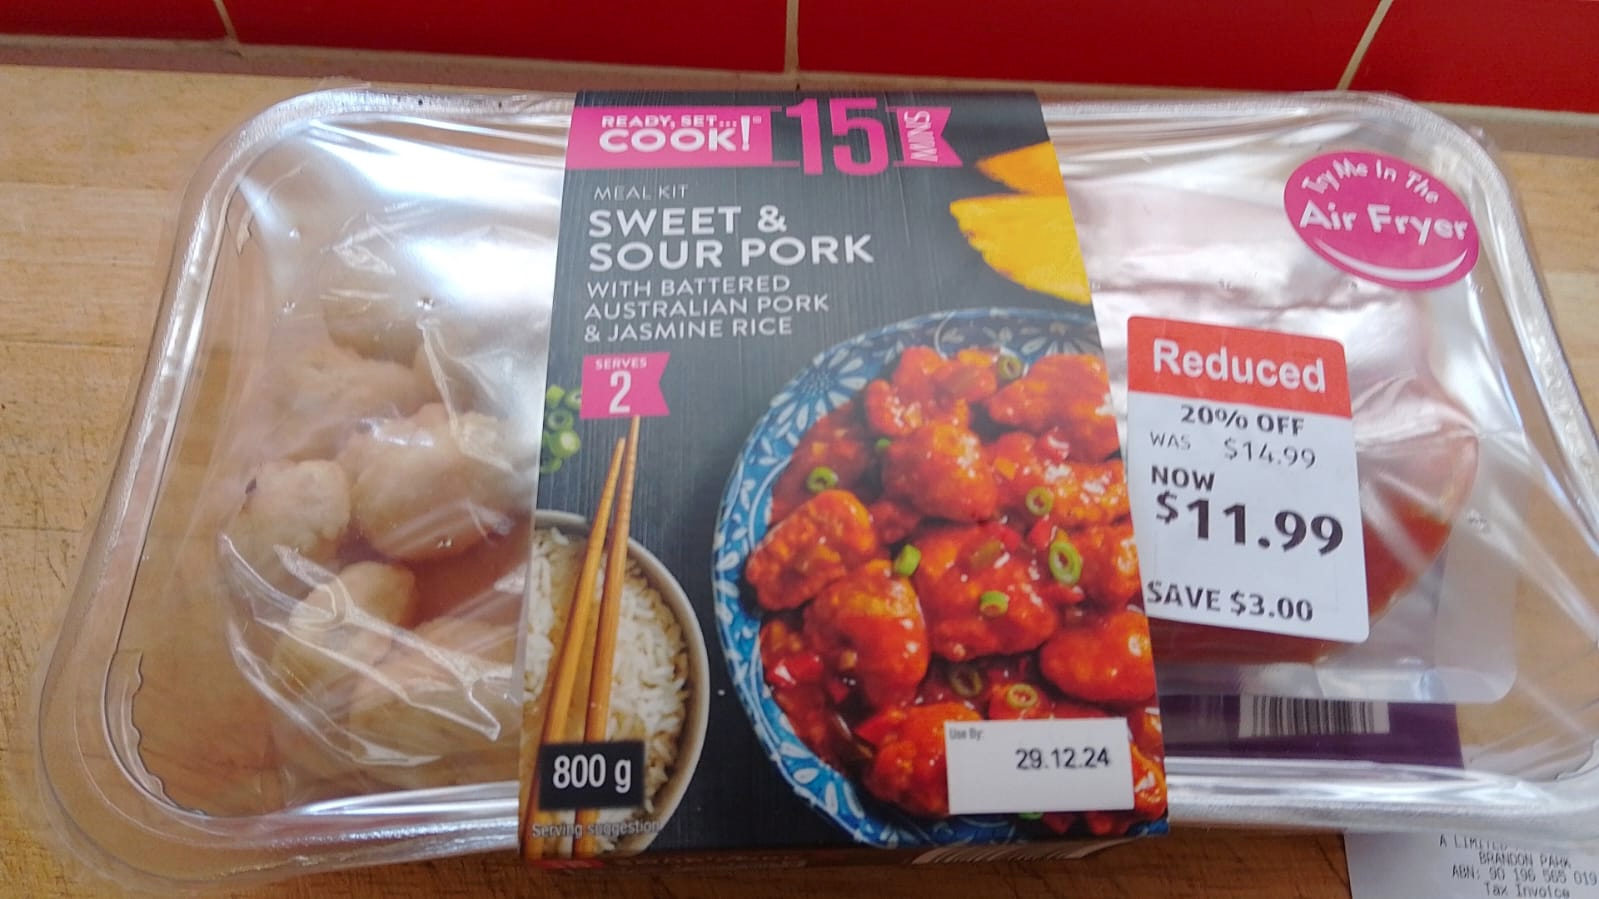 READY, SET...®
COOK!
15 MINS
MEAL KIT
SWEET &
SOUR PORK
WITH BATTERED
AUSTRALIAN PORK
& JASMINE RICE
SERVES
2
Try Me In The
Air Fryer
Reduced
20% OFF
WAS $14.99
NOW
$11.99
SAVE $3.00
Use By:
29.12.24
800 g
Serving suggestion
A LIMITED
BRANDON PARK
ABN: 90 196 565 019
Tax Invoice